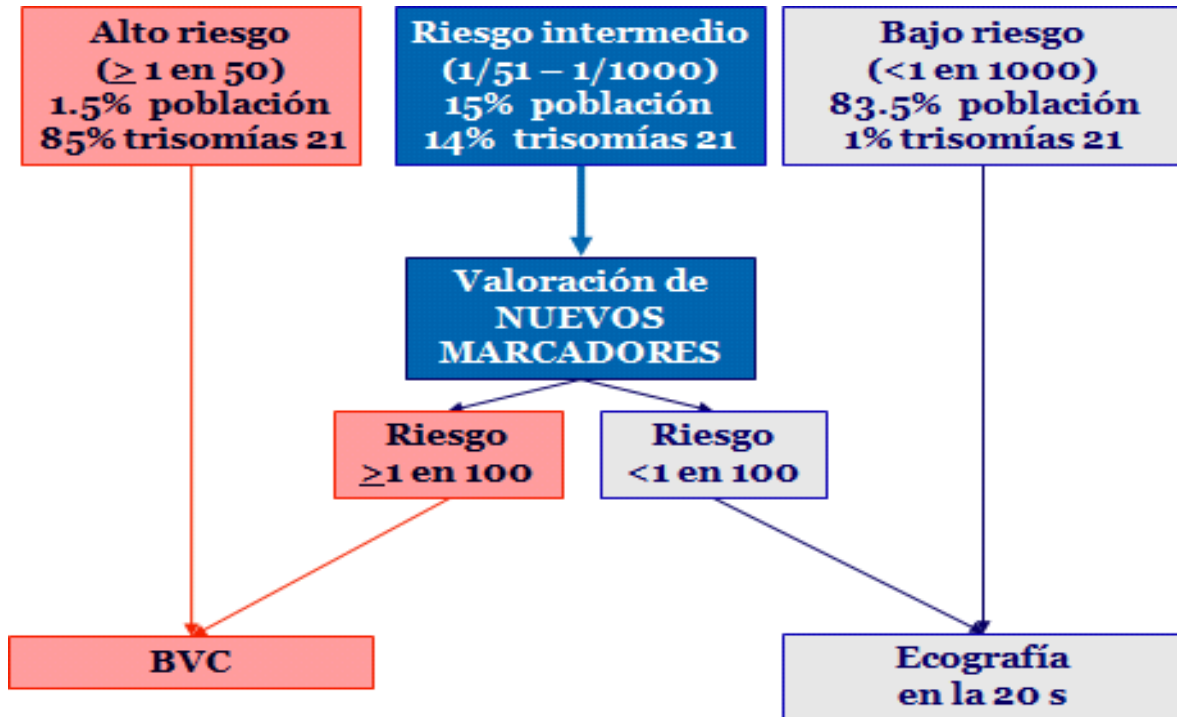 Alto riesgo
(≥ 1 en 50)
1.5% población
85% trisomías 21
Riesgo intermedio
(1/51 – 1/1000)
15% población
14% trisomías 21
Bajo riesgo
(<1 en 1000)
83.5% población
1% trisomías 21
Valoración de
NUEVOS
MARCADORES
Riesgo
≥1 en 100
Riesgo
<1 en 100
BVC
Ecografía
en la 20 s